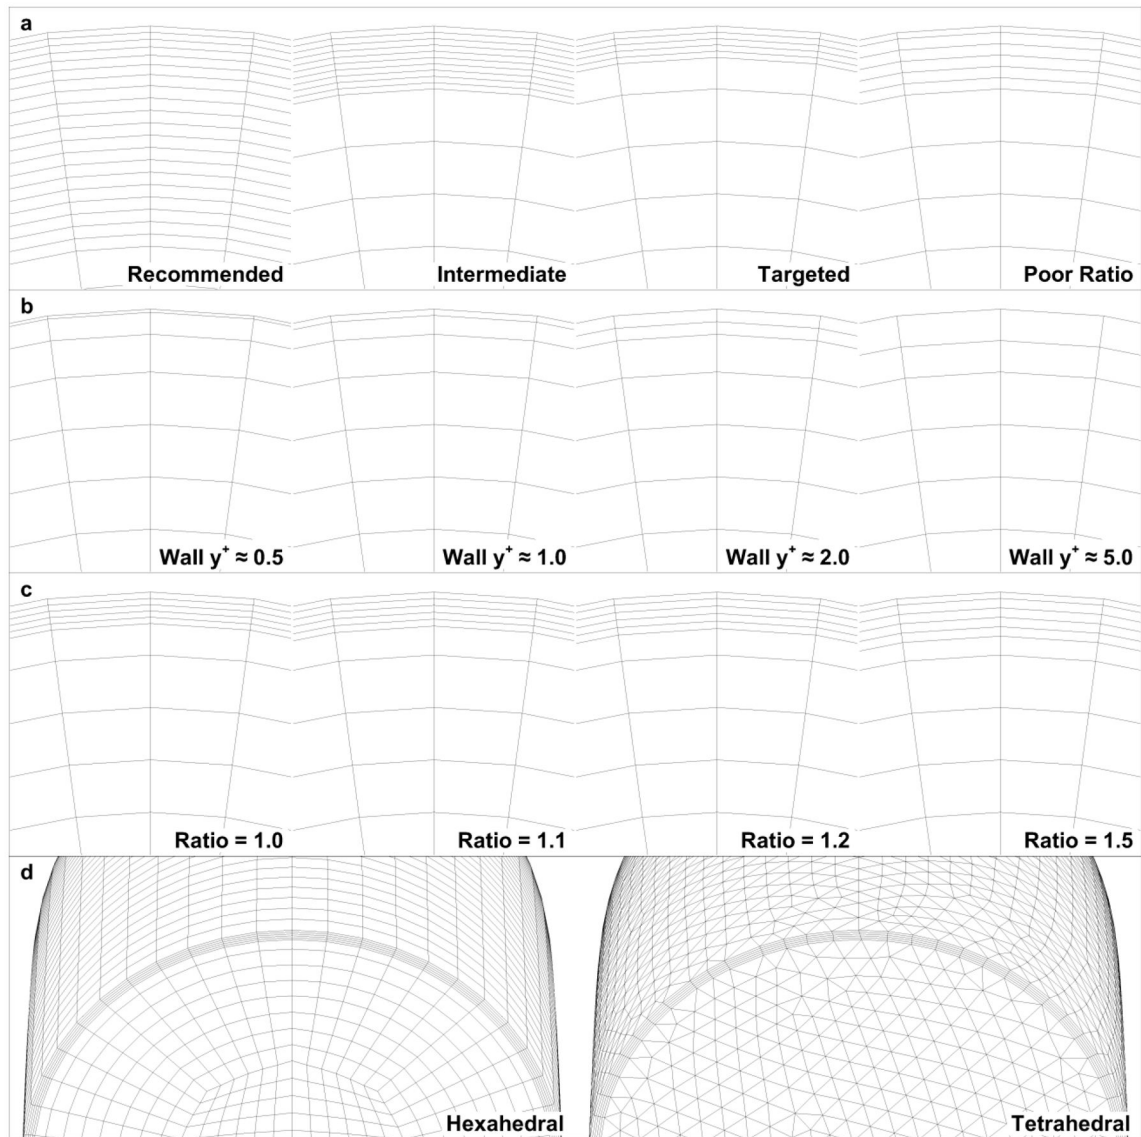 a
Recommended
Intermediate
Targeted
Poor Ratio
b
Wall y⁺ ≈ 0.5
Wall y⁺ ≈ 1.0
Wall y⁺ ≈ 2.0
Wall y⁺ ≈ 5.0
c
Ratio = 1.0
Ratio = 1.1
Ratio = 1.2
Ratio = 1.5
d
Hexahedral
Tetrahedral